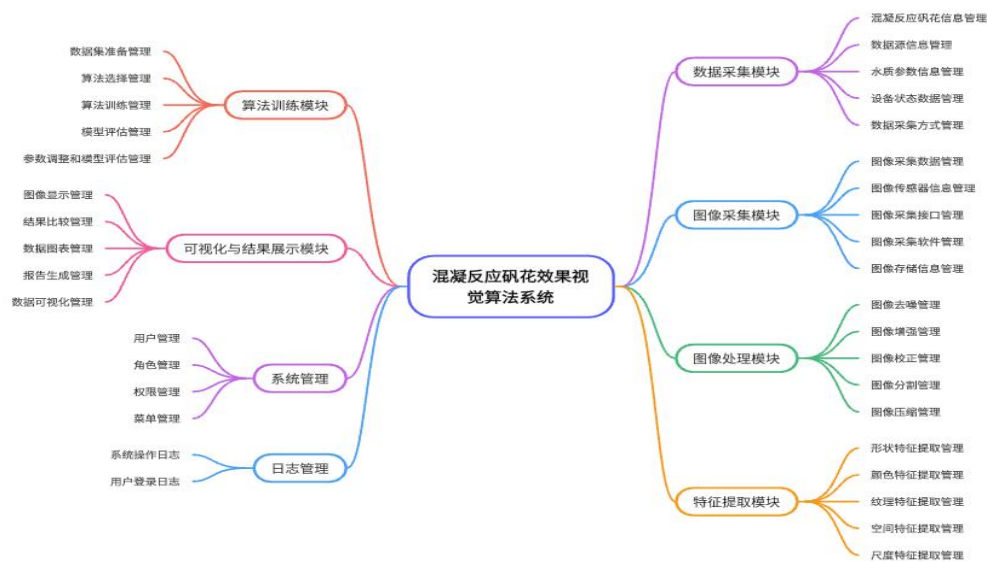 混凝反应矾花效果视
觉算法系统
算法训练模块
数据集准备管理
算法选择管理
算法训练管理
模型评估管理
参数调整和模型评估管理
可视化与结果展示模块
图像显示管理
结果比较管理
数据图表管理
报告生成管理
数据可视化管理
系统管理
用户管理
角色管理
权限管理
菜单管理
日志管理
系统操作日志
用户登录日志
数据采集模块
混凝反应矾花信息管理
数据源信息管理
水质参数信息管理
设备状态数据管理
数据采集方式管理
图像采集模块
图像采集数据管理
图像传感器信息管理
图像采集接口管理
图像采集软件管理
图像存储信息管理
图像处理模块
图像去噪管理
图像增强管理
图像校正管理
图像分割管理
图像压缩管理
特征提取模块
形状特征提取管理
颜色特征提取管理
纹理特征提取管理
空间特征提取管理
尺度特征提取管理